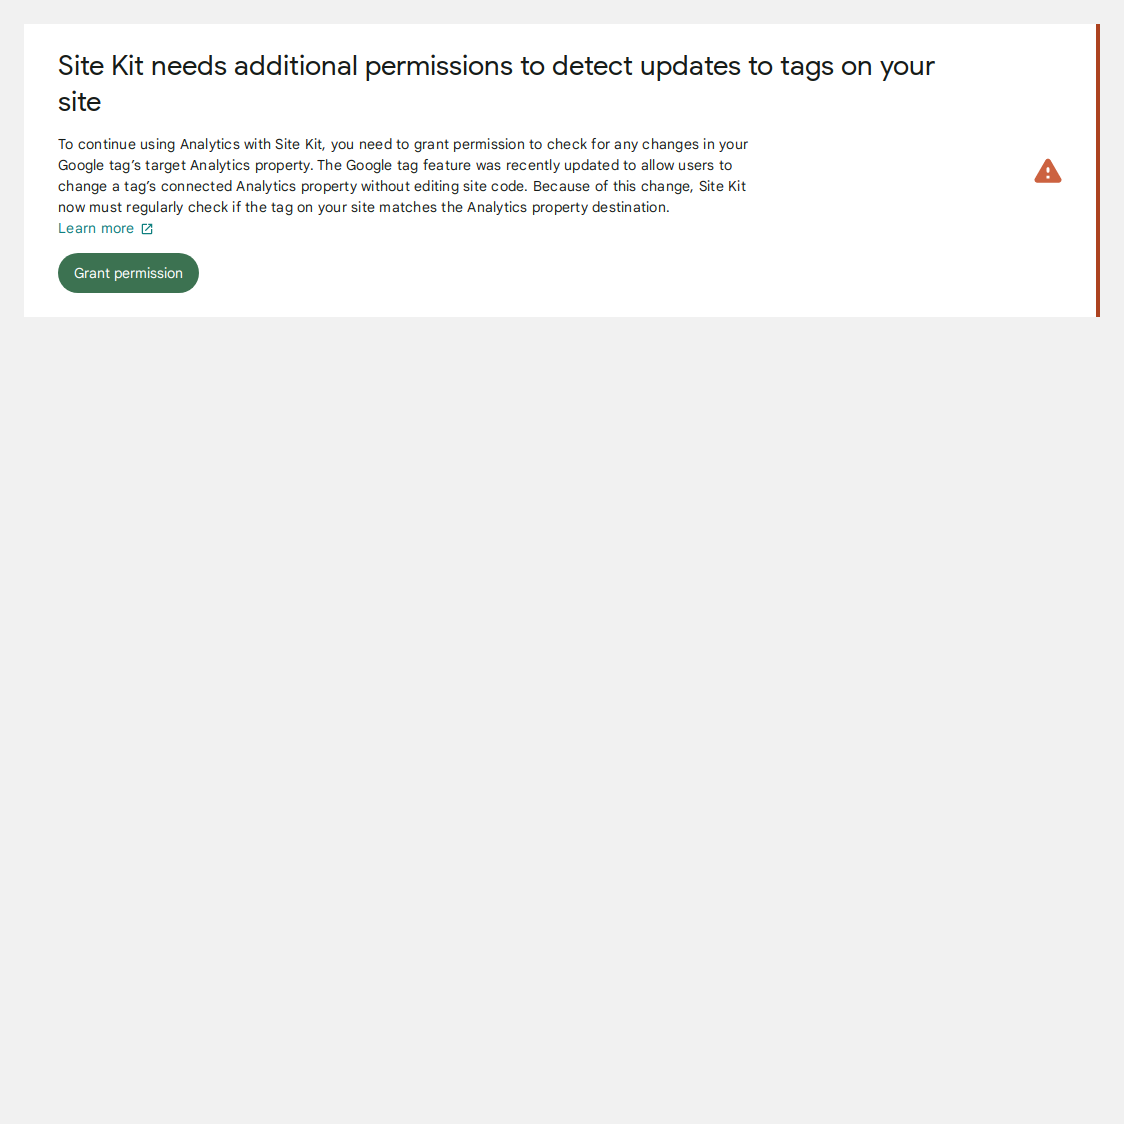 Site Kit needs additional permissions to detect updates to tags on your
site
To continue using Analytics with Site Kit, you need to grant permission to check for any changes in your
Google tag’s target Analytics property. The Google tag feature was recently updated to allow users to
change a tag’s connected Analytics property without editing site code. Because of this change, Site Kit
now must regularly check if the tag on your site matches the Analytics property destination.
Learn more
Grant permission